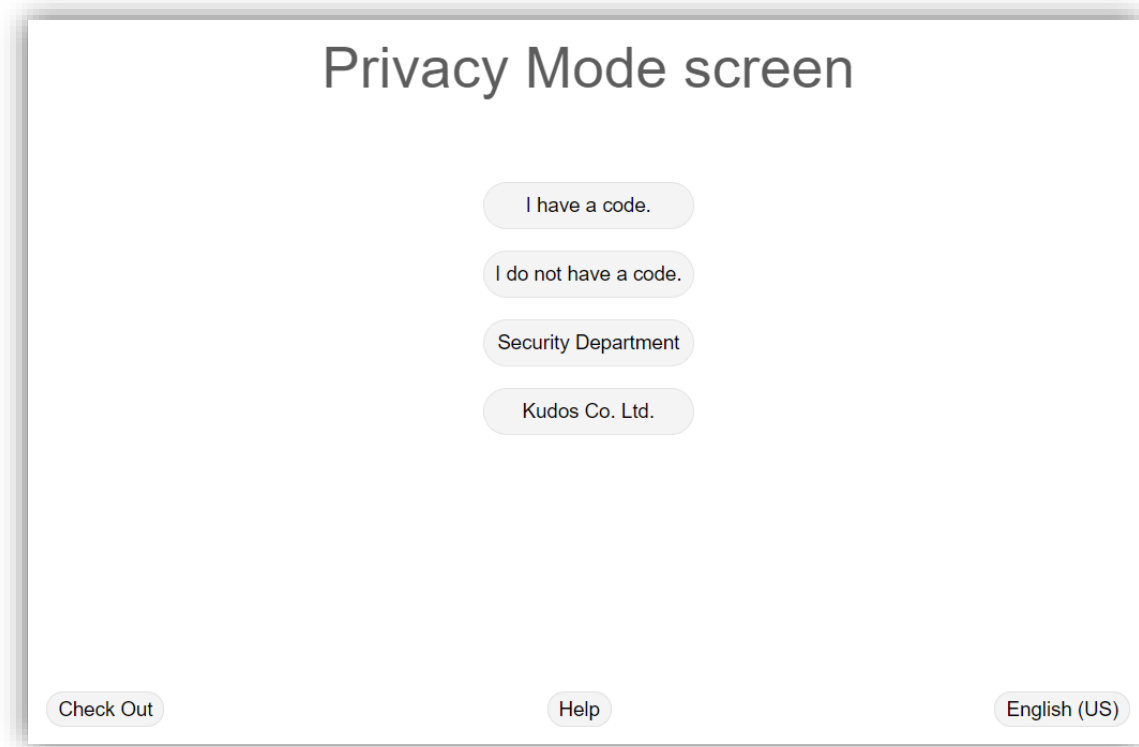 Privacy Mode screen
I have a code.
I do not have a code.
Security Department
Kudos Co. Ltd.
Check Out
Help
English (US)